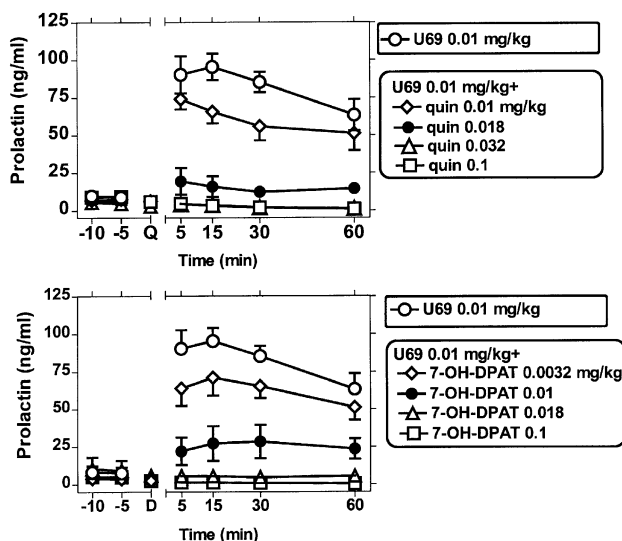 125
100
75
50
25
0
Prolactin (ng/ml)
-10 -5 Q 5 15 30 60
Time (min)
U69 0.01 mg/kg
U69 0.01 mg/kg+
quin 0.01 mg/kg
quin 0.018
quin 0.032
quin 0.1
125
100
75
50
25
0
Prolactin (ng/ml)
-10 -5 D 5 15 30 60
Time (min)
U69 0.01 mg/kg
U69 0.01 mg/kg+
7-OH-DPAT 0.0032 mg/kg
7-OH-DPAT 0.01
7-OH-DPAT 0.018
7-OH-DPAT 0.1